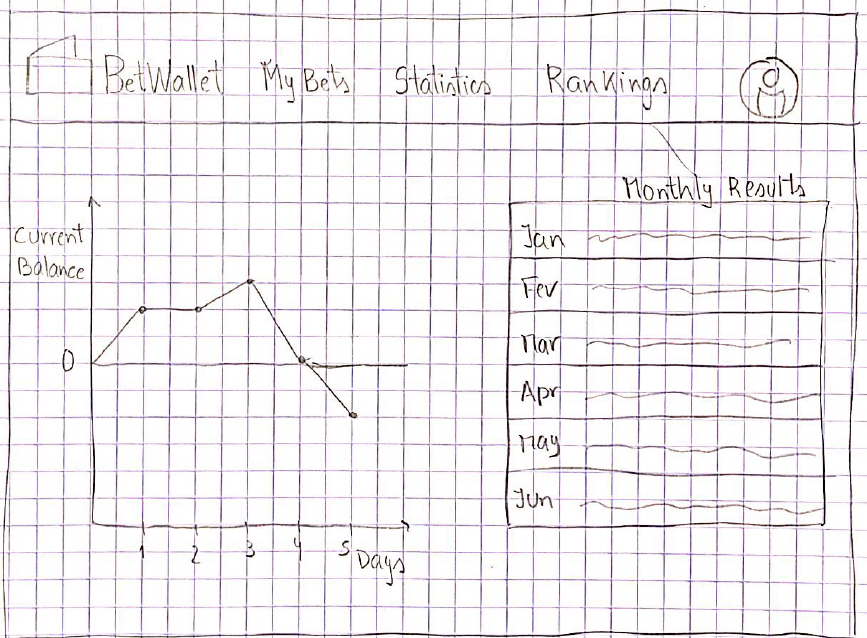 BetWallet My Bets Statistics Rankings
Monthly Results
Current
Balance
0
1 2 3 4 5 Days
Jan
Fev
Mar
Apr
May
Jun